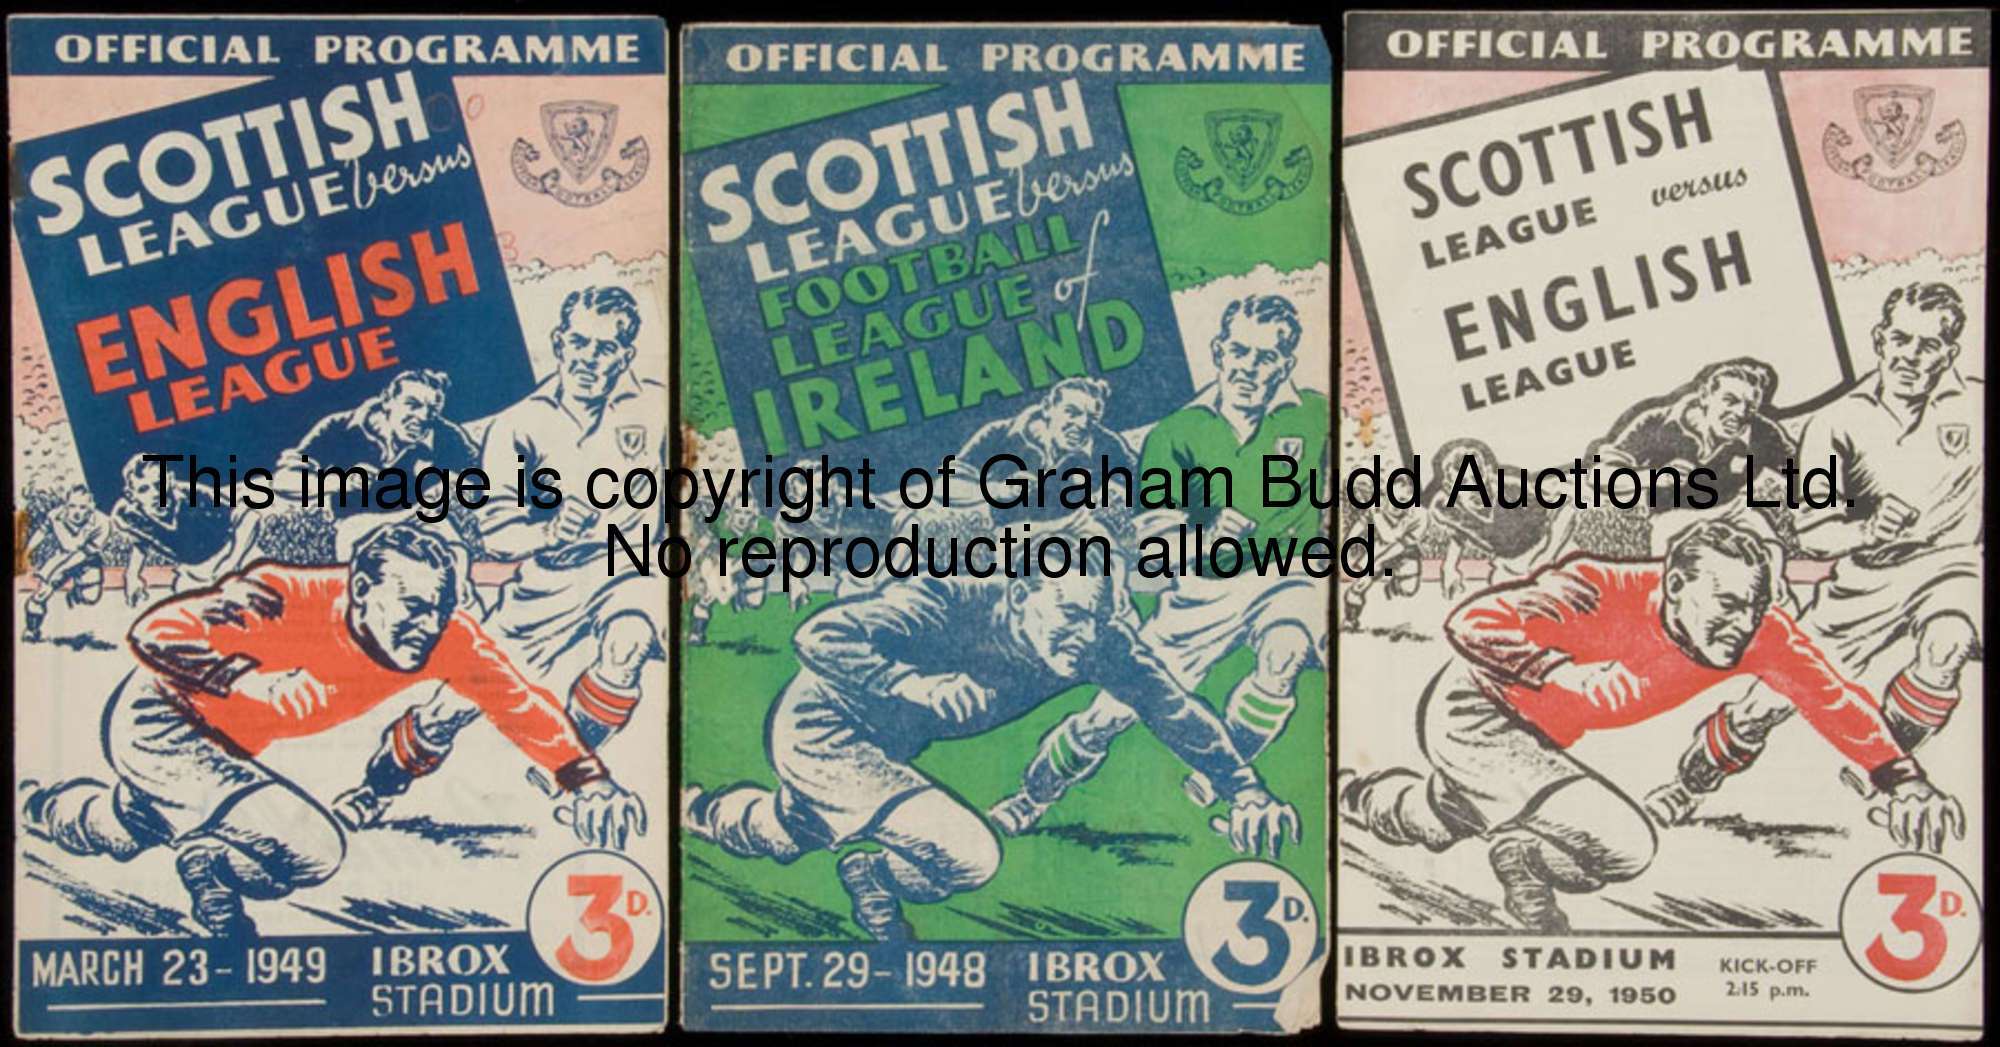 OFFICIAL PROGRAMME
SCOTTISH
LEAGUE versus
ENGLISH
LEAGUE
3D.
MARCH 23-1949
IBROX
STADIUM
OFFICIAL PROGRAMME
SCOTTISH
LEAGUE versus
FOOTBALL
LEAGUE of
IRELAND
3D.
SEPT. 29-1948
IBROX
STADIUM
OFFICIAL PROGRAMME
SCOTTISH
LEAGUE versus
ENGLISH
LEAGUE
3D.
IBROX STADIUM
NOVEMBER 29, 1950
KICK-OFF
2.15 p.m.
This image is copyright of Graham Budd Auctions Ltd.
No reproduction allowed.